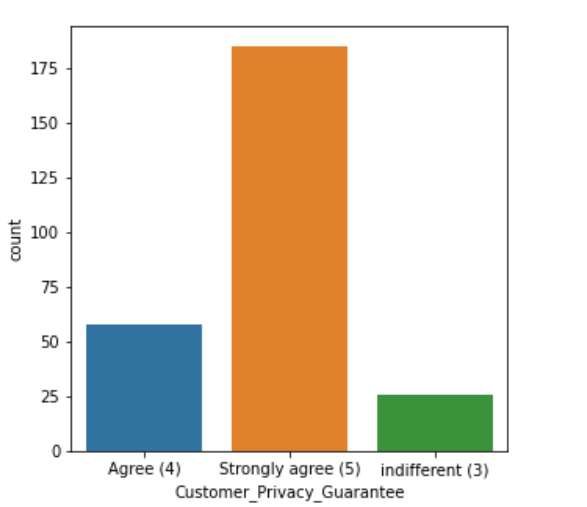 175
150
125
100
75
50
25
0
count
Agree (4)
Strongly agree (5)
indifferent (3)
Customer_Privacy_Guarantee